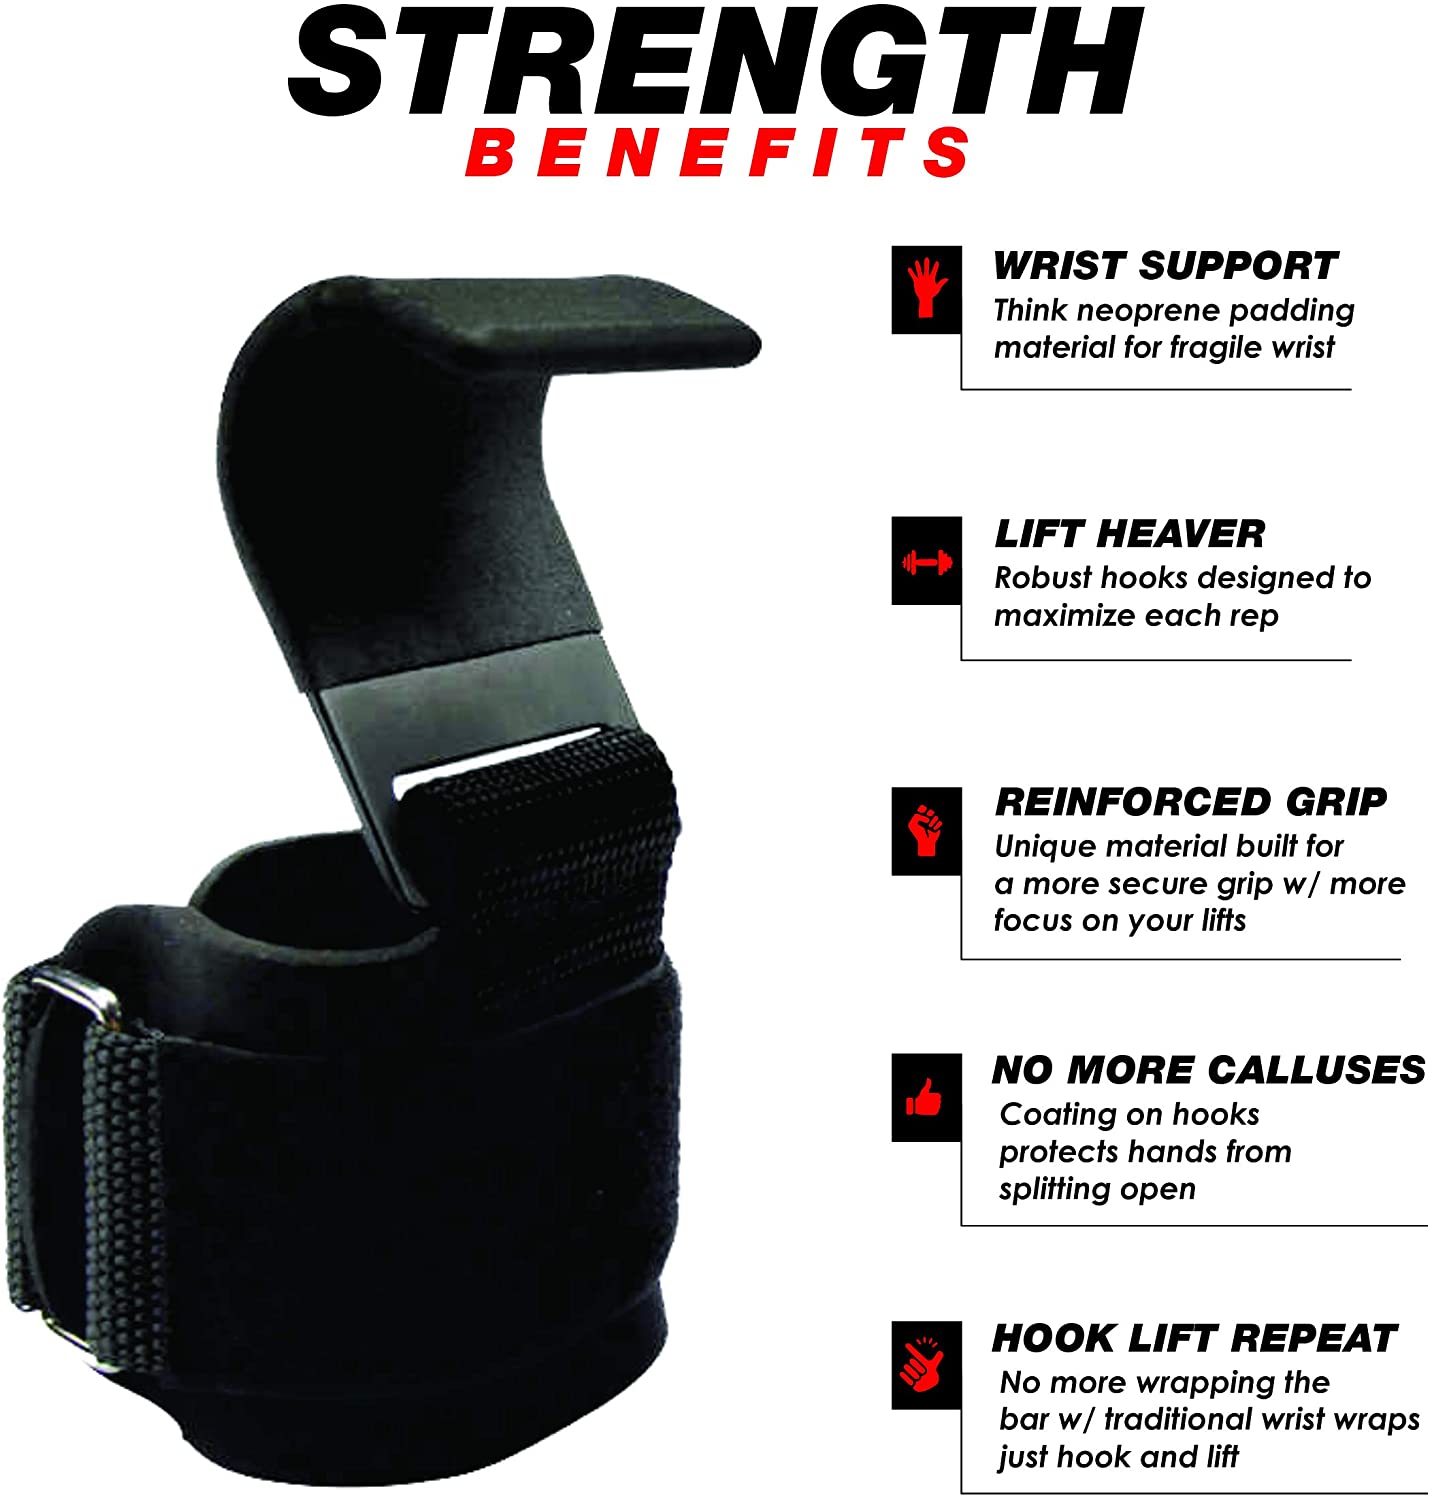 STRENGTH
BENEFITS
WRIST SUPPORT
Think neoprene padding
material for fragile wrist
LIFT HEAVER
Robust hooks designed to
maximize each rep
REINFORCED GRIP
Unique material built for
a more secure grip w/ more
focus on your lifts
NO MORE CALLUSES
Coating on hooks
protects hands from
splitting open
HOOK LIFT REPEAT
No more wrapping the
bar w/ traditional wrist wraps
just hook and lift